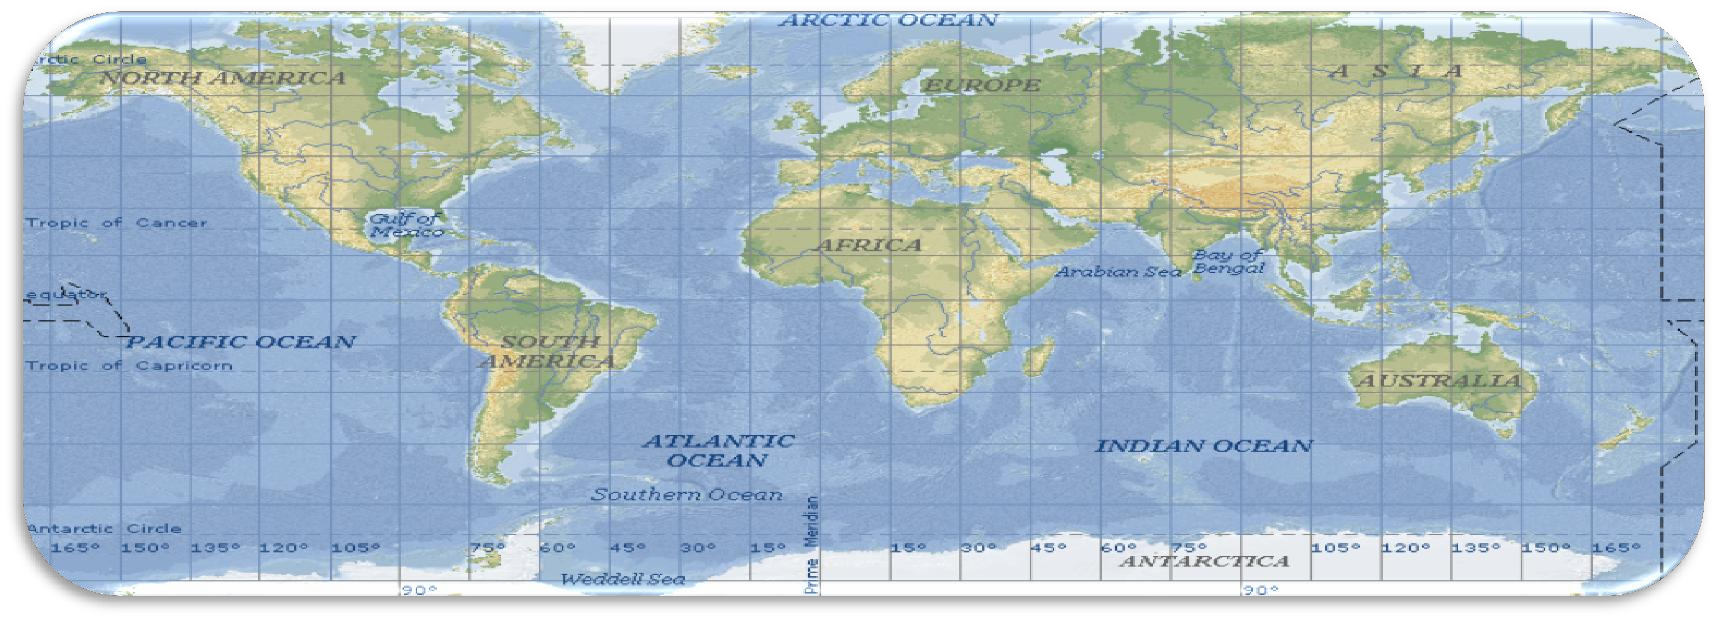 ARCTIC OCEAN
rctic Circle
NORTH AMERICA
EUROPE
A S I A
Tropic of Cancer
Gulf of
Mexico
AFRICA
Arabian Sea
Bay of
Bengal
equator
PACIFIC OCEAN
SOUTH
AMERICA
Tropic of Capricorn
AUSTRALIA
ATLANTIC
OCEAN
INDIAN OCEAN
Southern Ocean
Prime Meridian
Antarctic Circle
165° 150° 135° 120° 105° 75° 60° 45° 30° 15° 15° 30° 45° 60° 75° 105° 120° 135° 150° 165°
ANTARCTICA
Weddell Sea
90° 90°